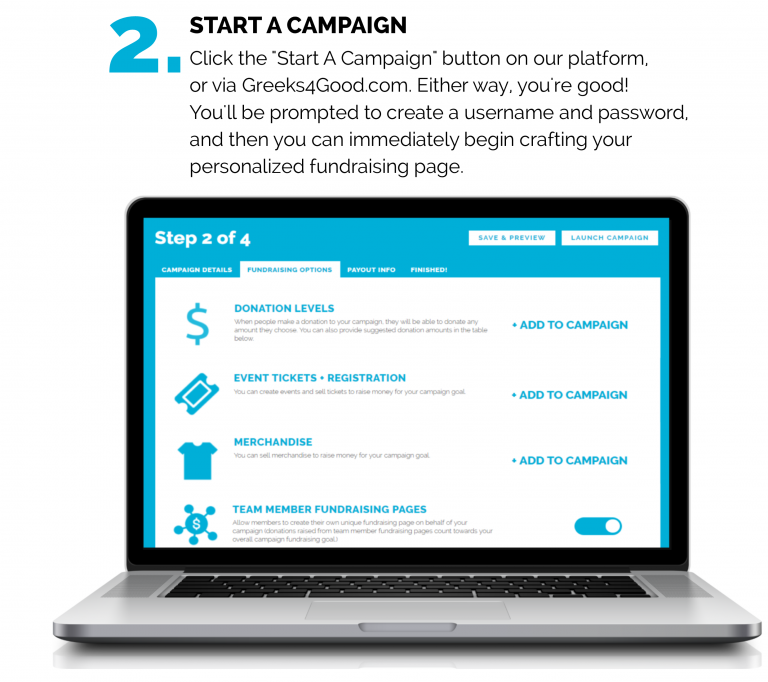 2.
START A CAMPAIGN
Click the "Start A Campaign" button on our platform,
or via Greeks4Good.com. Either way, you're good!
You'll be prompted to create a username and password,
and then you can immediately begin crafting your
personalized fundraising page.
Step 2 of 4
SAVE & PREVIEW
LAUNCH CAMPAIGN
CAMPAIGN DETAILS
FUNDRAISING OPTIONS
PAYOUT INFO
FINISHED!
$
DONATION LEVELS
When people make a donation to your campaign, they will be able to donate any
amount they choose. You can also provide suggested donation amounts in the table
below.
+ ADD TO CAMPAIGN
EVENT TICKETS + REGISTRATION
You can create events and sell tickets to raise money for your campaign goal.
+ ADD TO CAMPAIGN
MERCHANDISE
You can sell merchandise to raise money for your campaign goal.
+ ADD TO CAMPAIGN
$
TEAM MEMBER FUNDRAISING PAGES
Allow members to create their own unique fundraising page on behalf of your
campaign (donations raised from team member fundraising pages count towards your
overall campaign fundraising goal.)